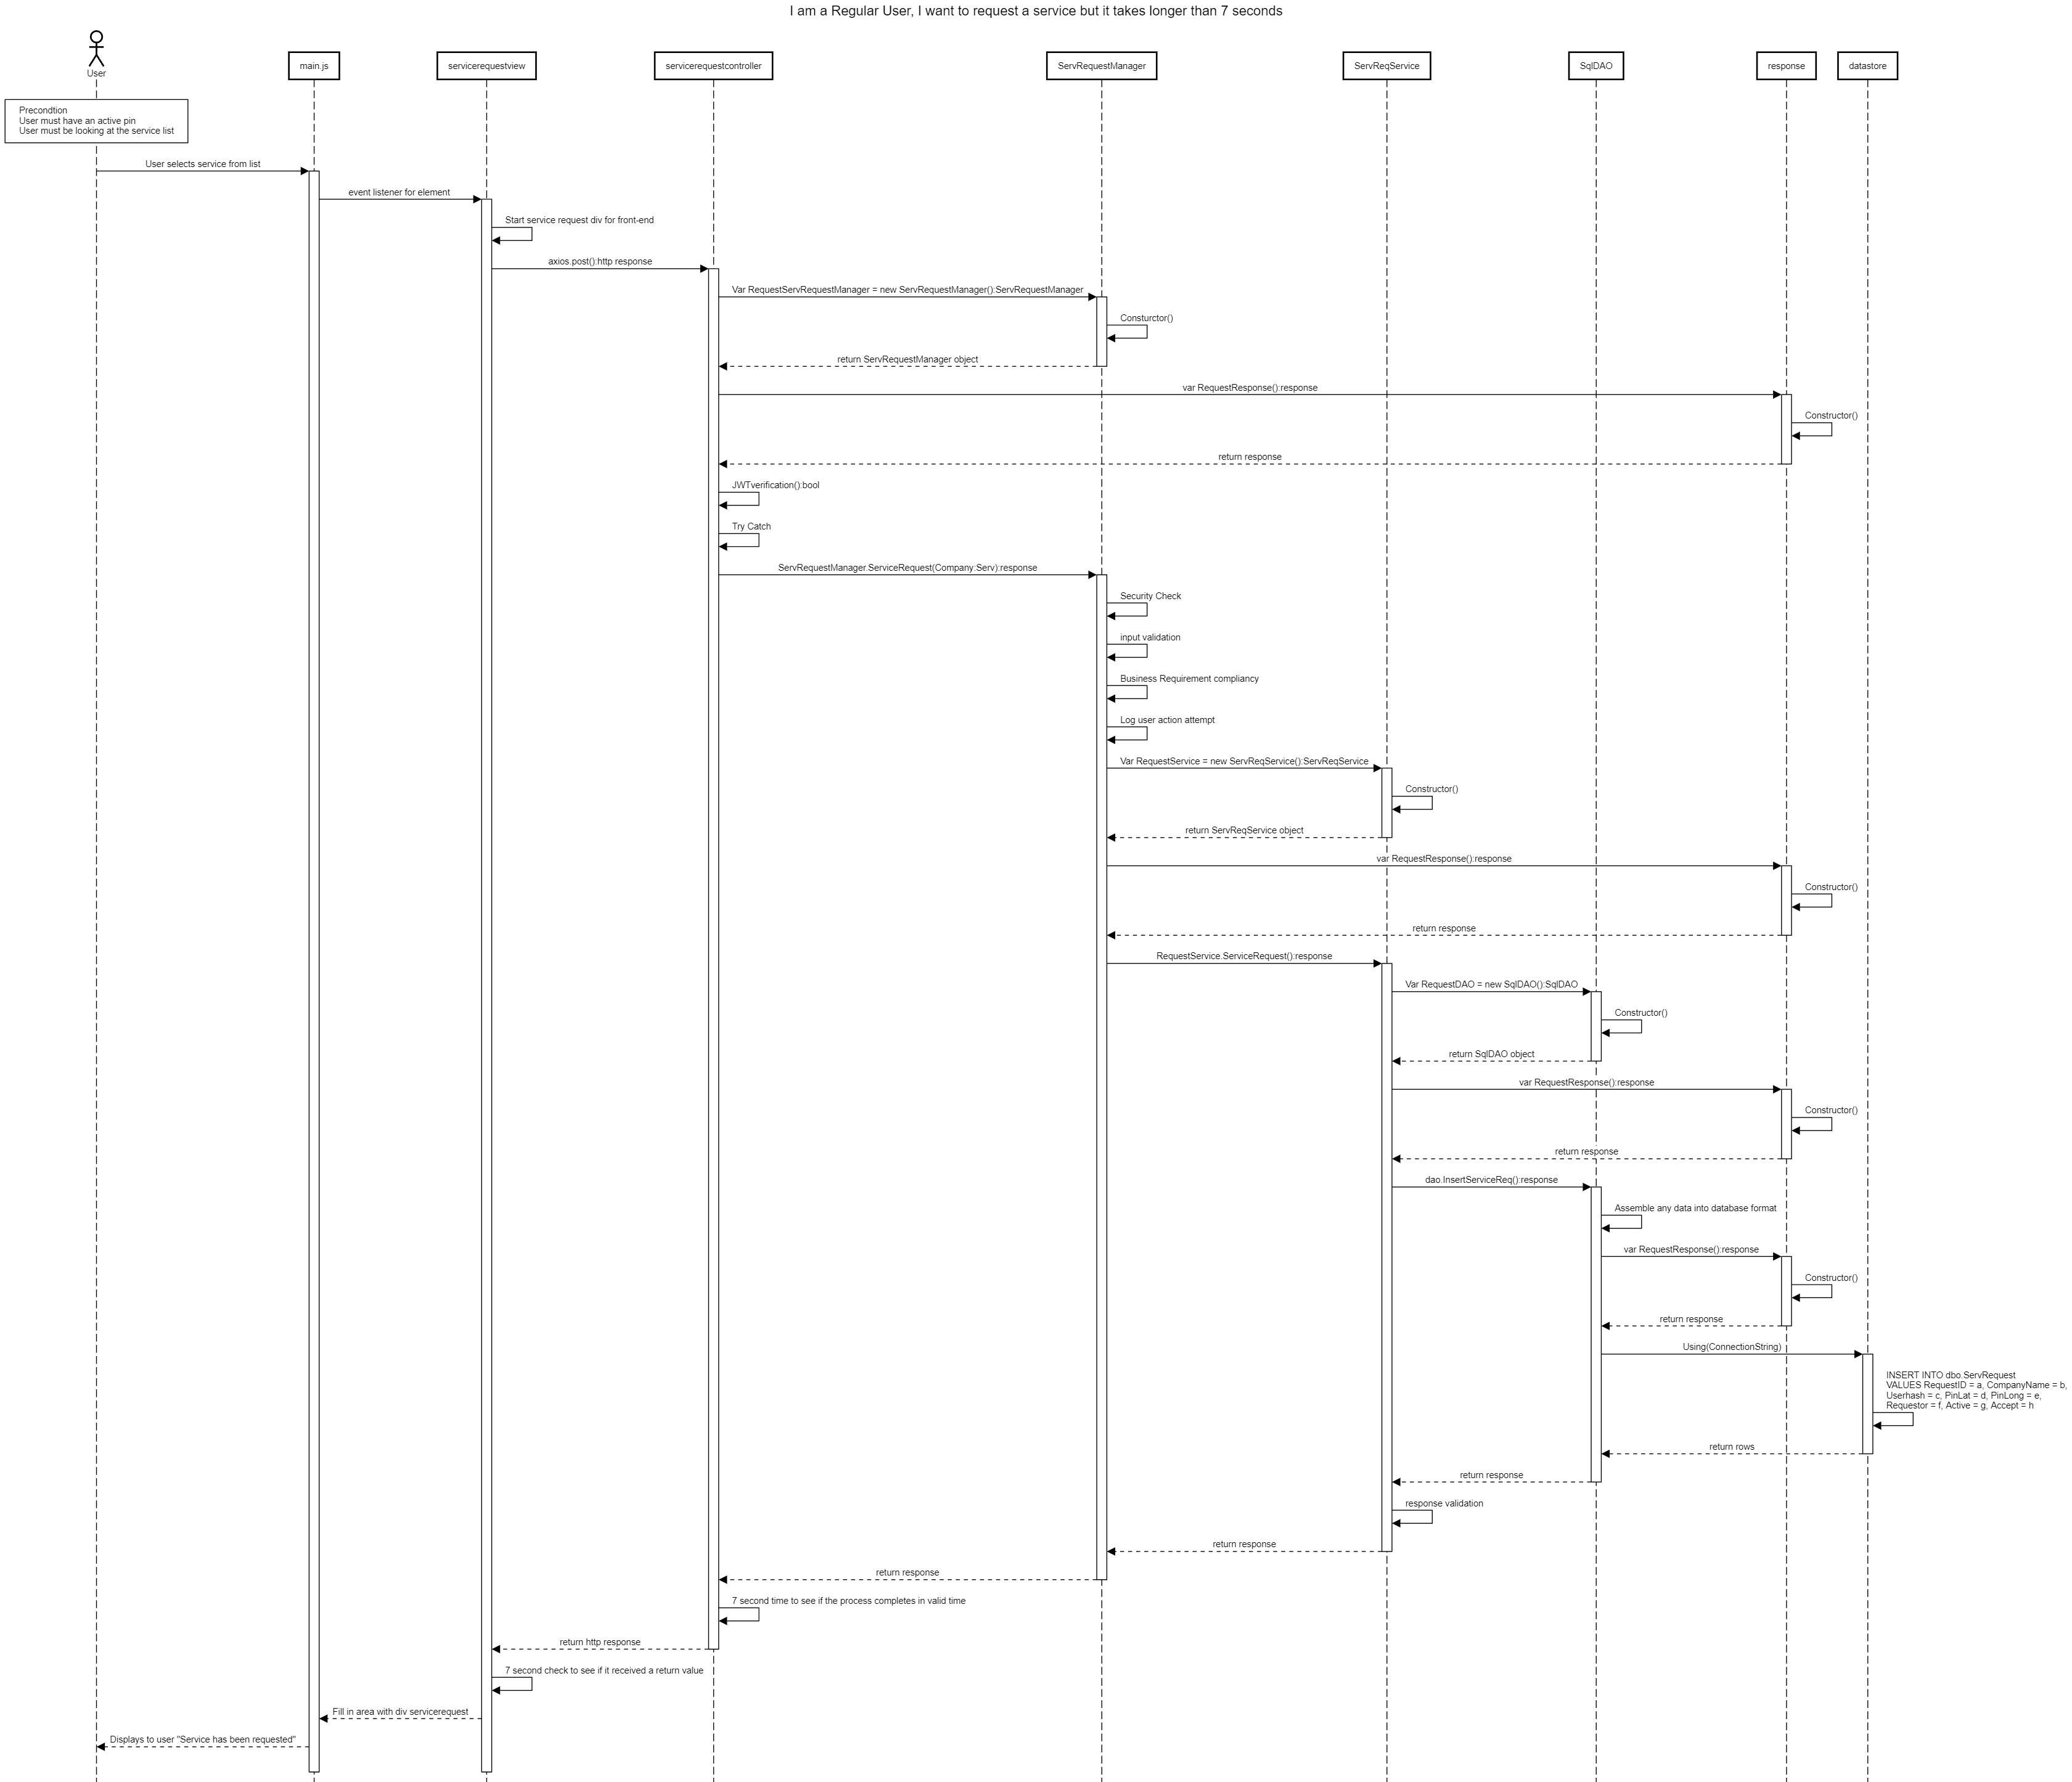 I am a Regular User, I want to request a service but it takes longer than 7 seconds
User
main.js
servicerequestview
servicerequestcontroller
ServRequestManager
ServReqService
SqlDAO
response
datastore
Precondtion
User must have an active pin
User must be looking at the service list
User selects service from list
event listener for element
Start service request div for front-end
axios.post():http response
Var RequestServRequestManager = new ServRequestManager():ServRequestManager
Consturctor()
return ServRequestManager object
var RequestResponse():response
Constructor()
return response
JWTverification():bool
Try Catch
ServRequestManager.ServiceRequest(Company:Serv):response
Security Check
input validation
Business Requirement compliancy
Log user action attempt
Var RequestService = new ServReqService():ServReqService
Constructor()
return ServReqService object
var RequestResponse():response
Constructor()
return response
RequestService.ServiceRequest():response
Var RequestDAO = new SqlDAO():SqlDAO
Constructor()
return SqlDAO object
var RequestResponse():response
Constructor()
return response
dao.InsertServiceReq():response
Assemble any data into database format
var RequestResponse():response
Constructor()
return response
Using(ConnectionString)
INSERT INTO dbo.ServRequest
VALUES RequestID = a, CompanyName = b,
Userhash = c, PinLat = d, PinLong = e,
Requestor = f, Active = g, Accept = h
return rows
return response
response validation
return response
return response
7 second time to see if the process completes in valid time
return http response
7 second check to see if it received a return value
Fill in area with div servicerequest
Displays to user "Service has been requested"